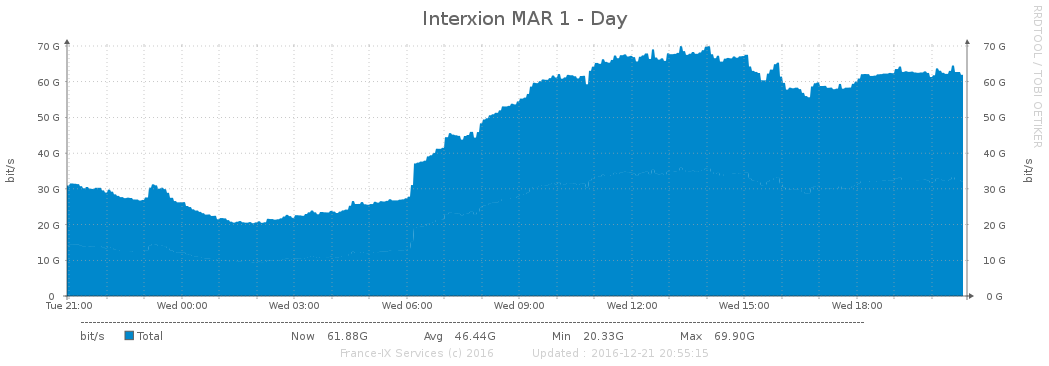 Interxion MAR 1 - Day
RRDTOOL / TOBI OETIKER
bit/s
70 G 70 G
60 G 60 G
50 G 50 G
40 G 40 G
30 G 30 G
20 G 20 G
10 G 10 G
0 0 G
bit/s
Tue 21:00 Wed 00:00 Wed 03:00 Wed 06:00 Wed 09:00 Wed 12:00 Wed 15:00 Wed 18:00
bit/s Total Now 61.88G Avg 46.44G Min 20.33G Max 69.90G
France-IX Services (c) 2016 Updated : 2016-12-21 20:55:15